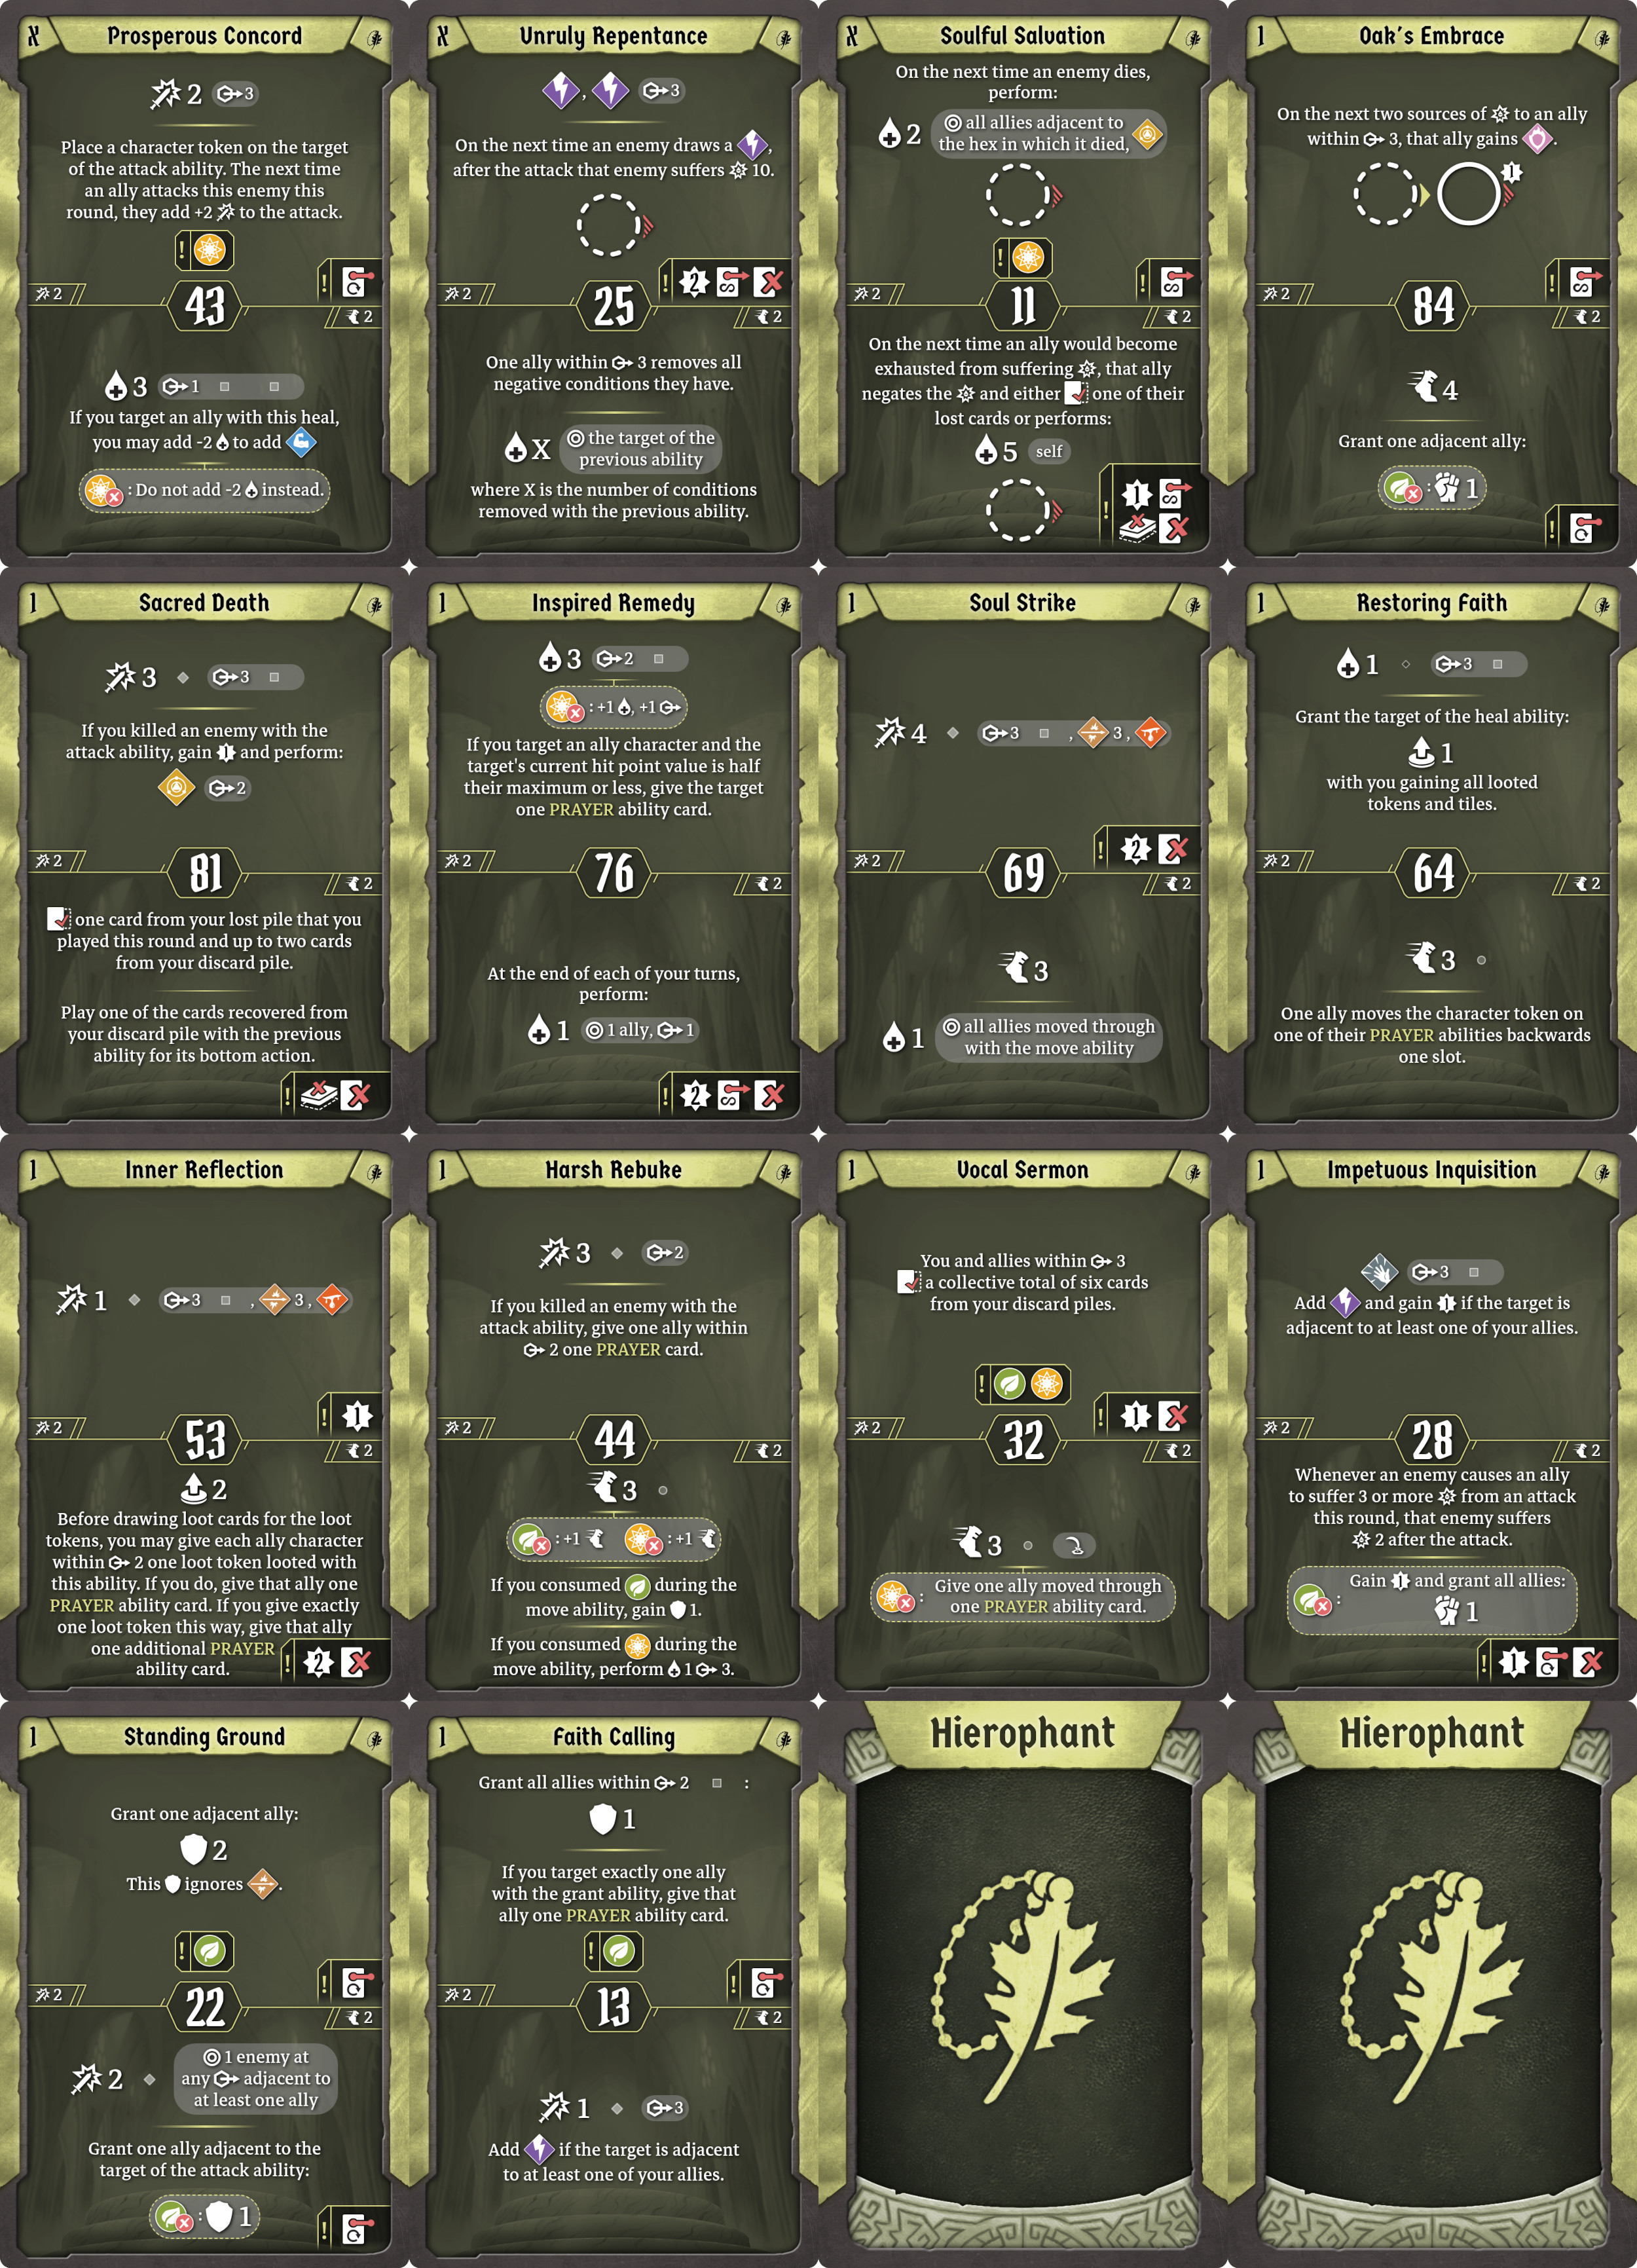 X
Prosperous Concord
2 3
Place a character token on the target
of the attack ability. The next time
an ally attacks this enemy this
round, they add +2 to the attack.
!
!
2
43
2
3 1
If you target an ally with this heal,
you may add -2 to add
: Do not add -2 instead.
X
Unruly Repentance
, 3
On the next time an enemy draws a ,
after the attack that enemy suffers 10.
! 2 S
2
25
2
One ally within 3 removes all
negative conditions they have.
X the target of the
previous ability
where X is the number of conditions
removed with the previous ability.
X
Soulful Salvation
On the next time an enemy dies,
perform:
2 all allies adjacent to
the hex in which it died,
!
! S
2
11
2
On the next time an ally would become
exhausted from suffering , that ally
negates the and either one of their
lost cards or performs:
5 self
! 1 S
1
Oak's Embrace
On the next two sources of to an ally
within 3, that ally gains .
1
! S
2
84
2
4
Grant one adjacent ally:
: 1
!
1
Sacred Death
3 3
If you killed an enemy with the
attack ability, gain 1 and perform:
2
2
81
2
one card from your lost pile that you
played this round and up to two cards
from your discard pile.
Play one of the cards recovered from
your discard pile with the previous
ability for its bottom action.
!
1
Inspired Remedy
3 2
: +1 , +1
If you target an ally character and the
target's current hit point value is half
their maximum or less, give the target
one PRAYER ability card.
2
76
2
At the end of each of your turns,
perform:
1 1 ally, 1
! 2 S
1
Soul Strike
4 3 , 3 ,
! 2
2
69
2
3
1 all allies moved through
with the move ability
1
Restoring Faith
1 3
Grant the target of the heal ability:
1
with you gaining all looted
tokens and tiles.
2
64
2
3
One ally moves the character token on
one of their PRAYER abilities backwards
one slot.
1
Inner Reflection
1 3 , 3 ,
! 1
2
53
2
2
Before drawing loot cards for the loot
tokens, you may give each ally character
within 2 one loot token looted with
this ability. If you do, give that ally one
PRAYER ability card. If you give exactly
one loot token this way, give that ally
one additional PRAYER
ability card.
! 2
1
Harsh Rebuke
3 2
If you killed an enemy with the
attack ability, give one ally within
2 one PRAYER card.
2
44
2
3
: +1 : +1
If you consumed during the
move ability, gain 1.
If you consumed during the
move ability, perform 1 3.
1
Vocal Sermon
You and allies within 3
a collective total of six cards
from your discard piles.
!
! 1
2
32
2
3
: Give one ally moved through
one PRAYER ability card.
1
Impetuous Inquisition
3
Add and gain 1 if the target is
adjacent to at least one of your allies.
2
28
2
Whenever an enemy causes an ally
to suffer 3 or more from an attack
this round, that enemy suffers
2 after the attack.
: Gain 1 and grant all allies:
1
! 1
1
Standing Ground
Grant one adjacent ally:
2
This ignores .
!
!
2
22
2
2 1 enemy at
any adjacent to
at least one ally
Grant one ally adjacent to the
target of the attack ability:
: 1
!
1
Faith Calling
Grant all allies within 2 :
1
If you target exactly one ally
with the grant ability, give that
ally one PRAYER ability card.
!
!
2
13
2
1 3
Add if the target is adjacent
to at least one of your allies.
Hierophant
Hierophant